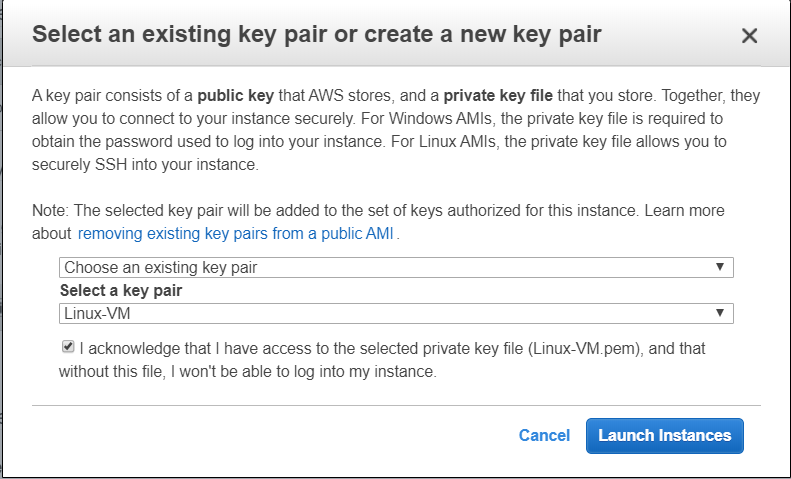 Select an existing key pair or create a new key pair
A key pair consists of a public key that AWS stores, and a private key file that you store. Together, they
allow you to connect to your instance securely. For Windows AMIs, the private key file is required to
obtain the password used to log into your instance. For Linux AMIs, the private key file allows you to
securely SSH into your instance.
Note: The selected key pair will be added to the set of keys authorized for this instance. Learn more
about removing existing key pairs from a public AMI.
Choose an existing key pair
Select a key pair
Linux-VM
I acknowledge that I have access to the selected private key file (Linux-VM.pem), and that
without this file, I won't be able to log into my instance.
Cancel Launch Instances